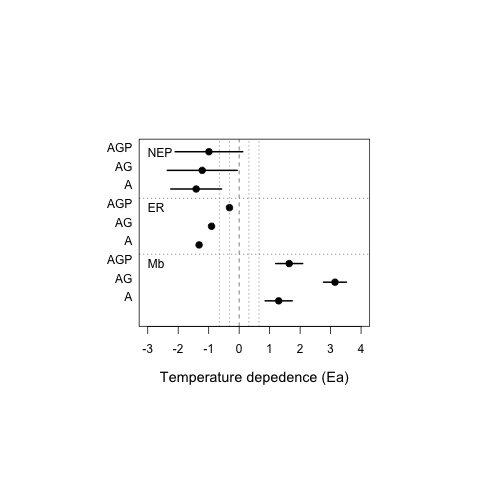 AGP
NEP
AG
A
AGP
ER
AG
A
AGP
Mb
AG
A
-3 -2 -1 0 1 2 3 4
Temperature depedence (Ea)